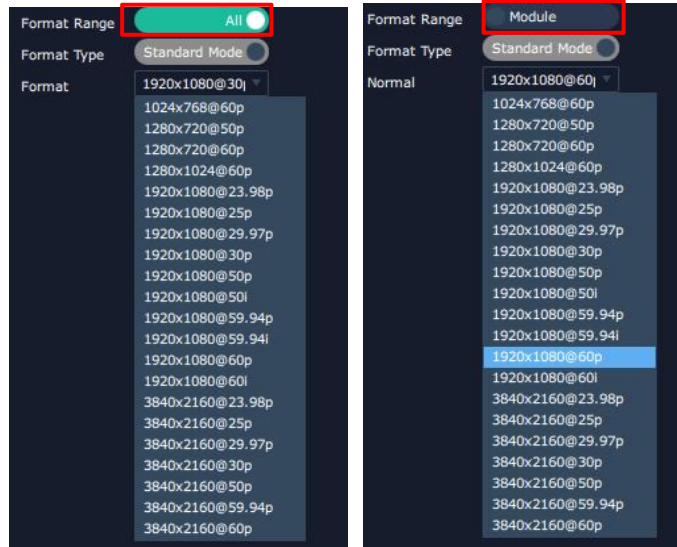 Format Range All
Format Type Standard Mode
Format 1920x1080@30p
1024x768@60p
1280x720@50p
1280x720@60p
1280x1024@60p
1920x1080@23.98p
1920x1080@25p
1920x1080@29.97p
1920x1080@30p
1920x1080@50p
1920x1080@50i
1920x1080@59.94p
1920x1080@59.94i
1920x1080@60p
1920x1080@60i
3840x2160@23.98p
3840x2160@25p
3840x2160@29.97p
3840x2160@30p
3840x2160@50p
3840x2160@59.94p
3840x2160@60p
Format Range Module
Format Type Standard Mode
Normal 1920x1080@60p
1024x768@60p
1280x720@50p
1280x720@60p
1280x1024@60p
1920x1080@23.98p
1920x1080@25p
1920x1080@29.97p
1920x1080@30p
1920x1080@50p
1920x1080@50i
1920x1080@59.94p
1920x1080@59.94i
1920x1080@60p
1920x1080@60i
3840x2160@23.98p
3840x2160@25p
3840x2160@29.97p
3840x2160@30p
3840x2160@50p
3840x2160@59.94p
3840x2160@60p